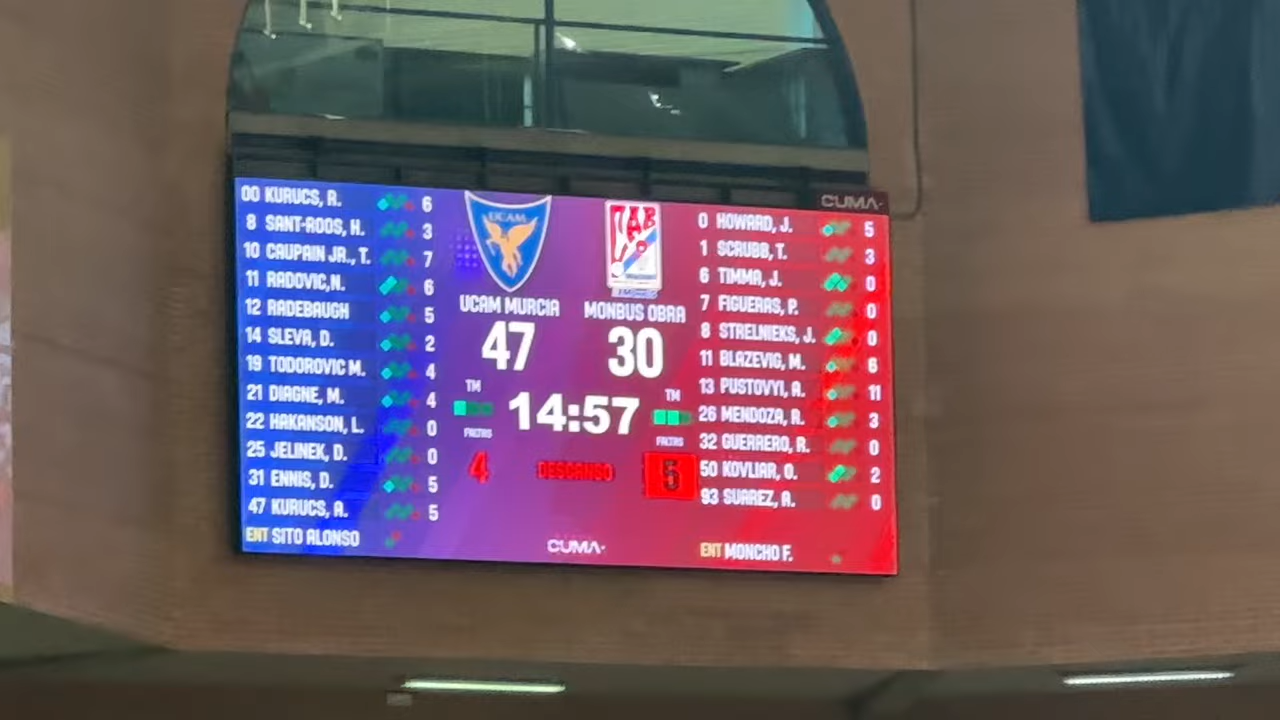 CUMA
00 KURUCS, R. 6
8 SANT-ROOS, H. 3
10 CAUPAIN JR., T. 7
11 RADOVIC,N. 6
12 RADEBAUGH 5
14 SLEVA, D. 2
19 TODOROVIC M. 4
21 DIAGNE, M. 4
22 HAKANSON, L. 0
25 JELINEK, D. 0
31 ENNIS, D. 5
47 KURUCS, A. 5
ENT SITO ALONSO
UCAM
UCAM MURCIA
47
MONBUS OBRA
30
TM
14:57
TM
FALTAS
4
DESCANSO
FALTAS
5
CUMA
0 HOWARD, J. 5
1 SCRUBB, T. 3
6 TIMMA, J. 0
7 FIGUERAS, P. 0
8 STRELNIEKS, J. 0
11 BLAZEVIG, M. 6
13 PUSTOVYI, A. 11
26 MENDOZA, R. 3
32 GUERRERO, R. 0
50 KOVLIAR, O. 2
93 SUAREZ, A. 0
ENT MONCHO F.